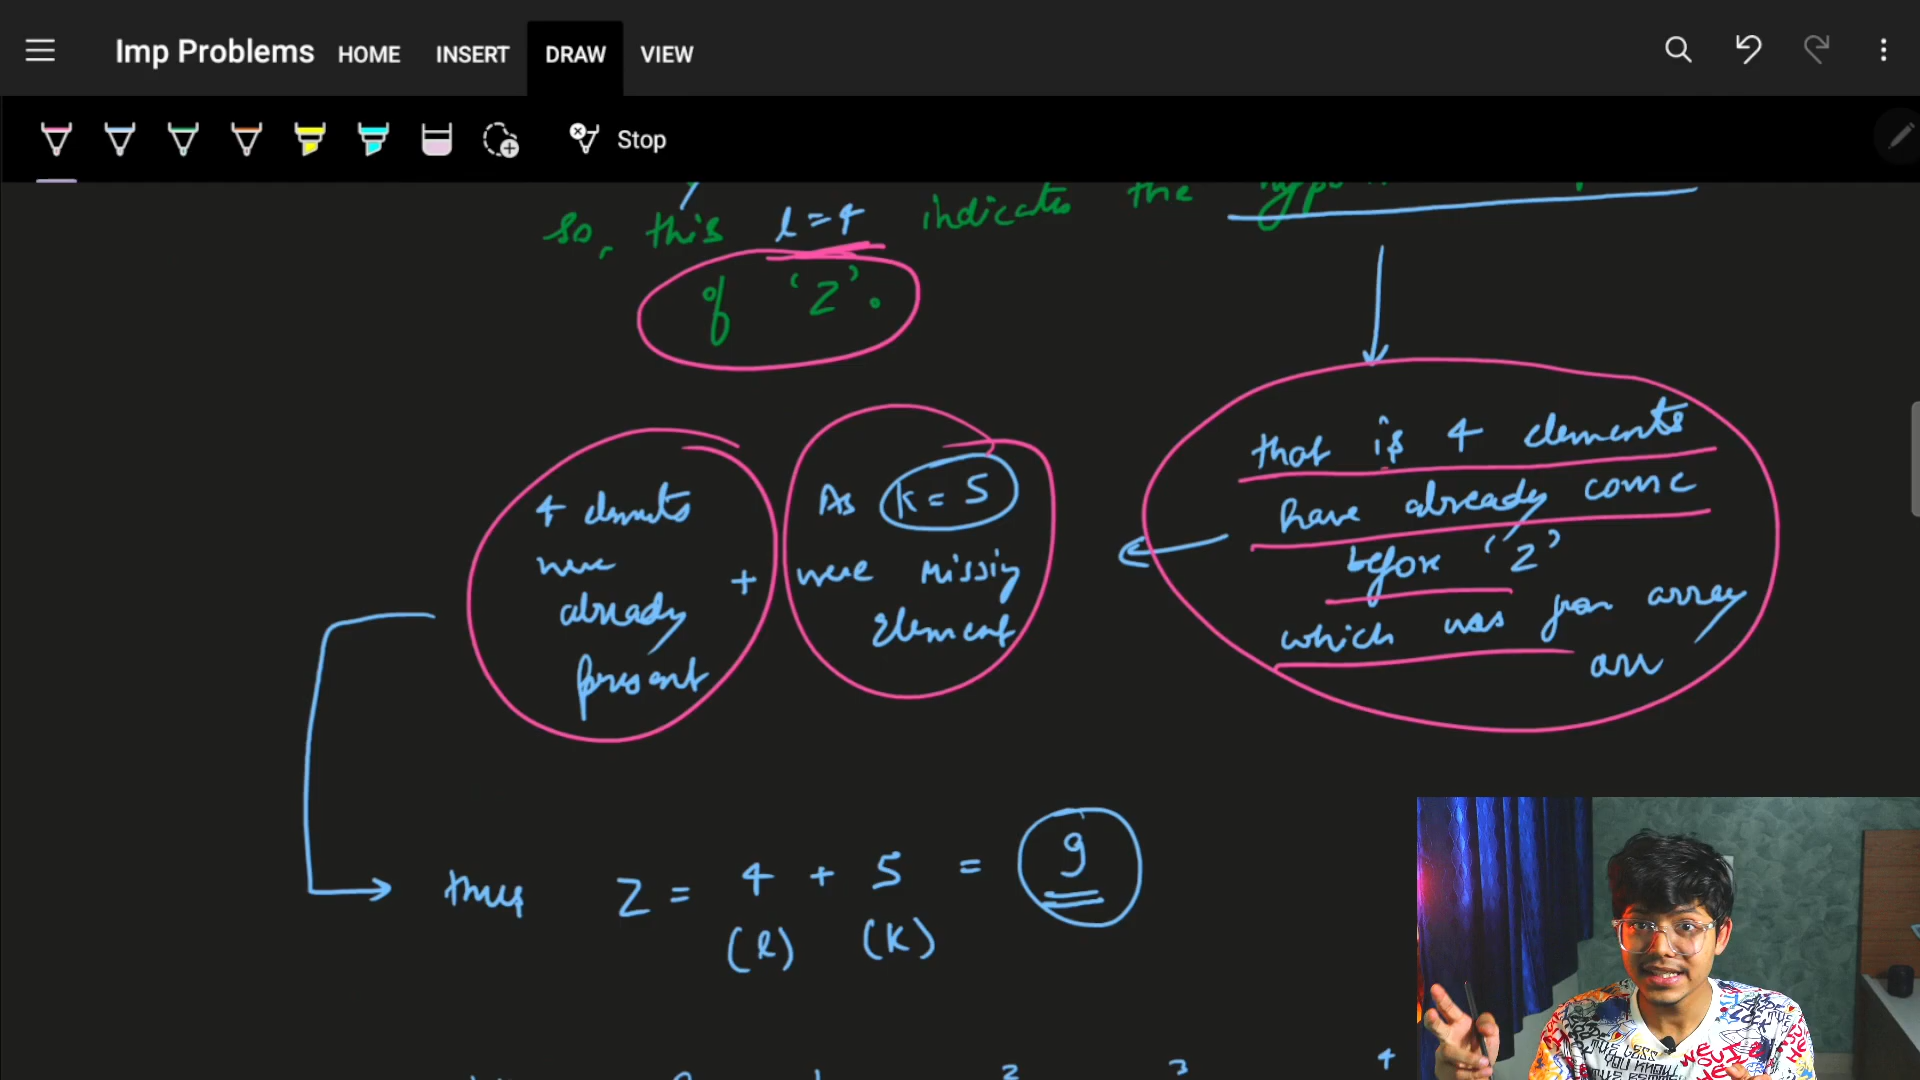 Imp Problems HOME INSERT DRAW VIEW
Stop
so, this l=4 indicates the
of 'Z'.
that is 4 elements
have already come
before 'Z'
which was from array
arr
4 elements
were
already
present
+
As K = 5
were missing
Element
thus Z = 4 + 5 = 9
(l) (K)
2 3 4